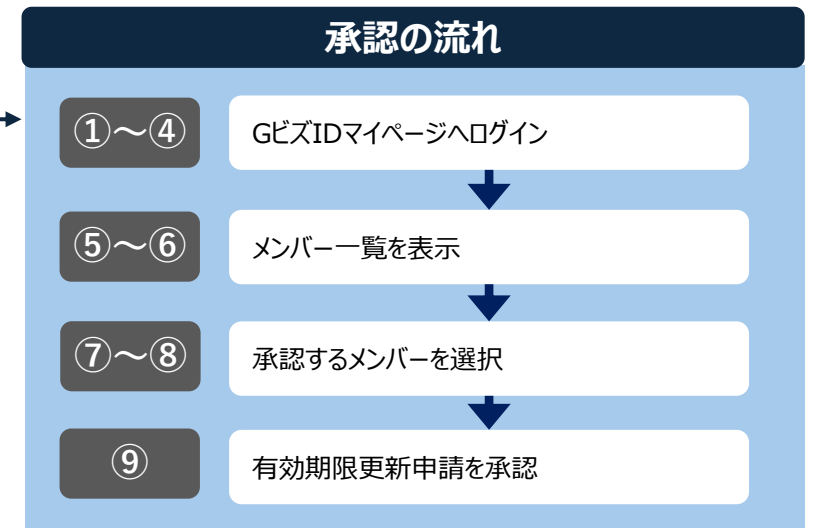 承認の流れ
①～④
GビズIDマイページへログイン
⑤～⑥
メンバー一覧を表示
⑦～⑧
承認するメンバーを選択
⑨
有効期限更新申請を承認